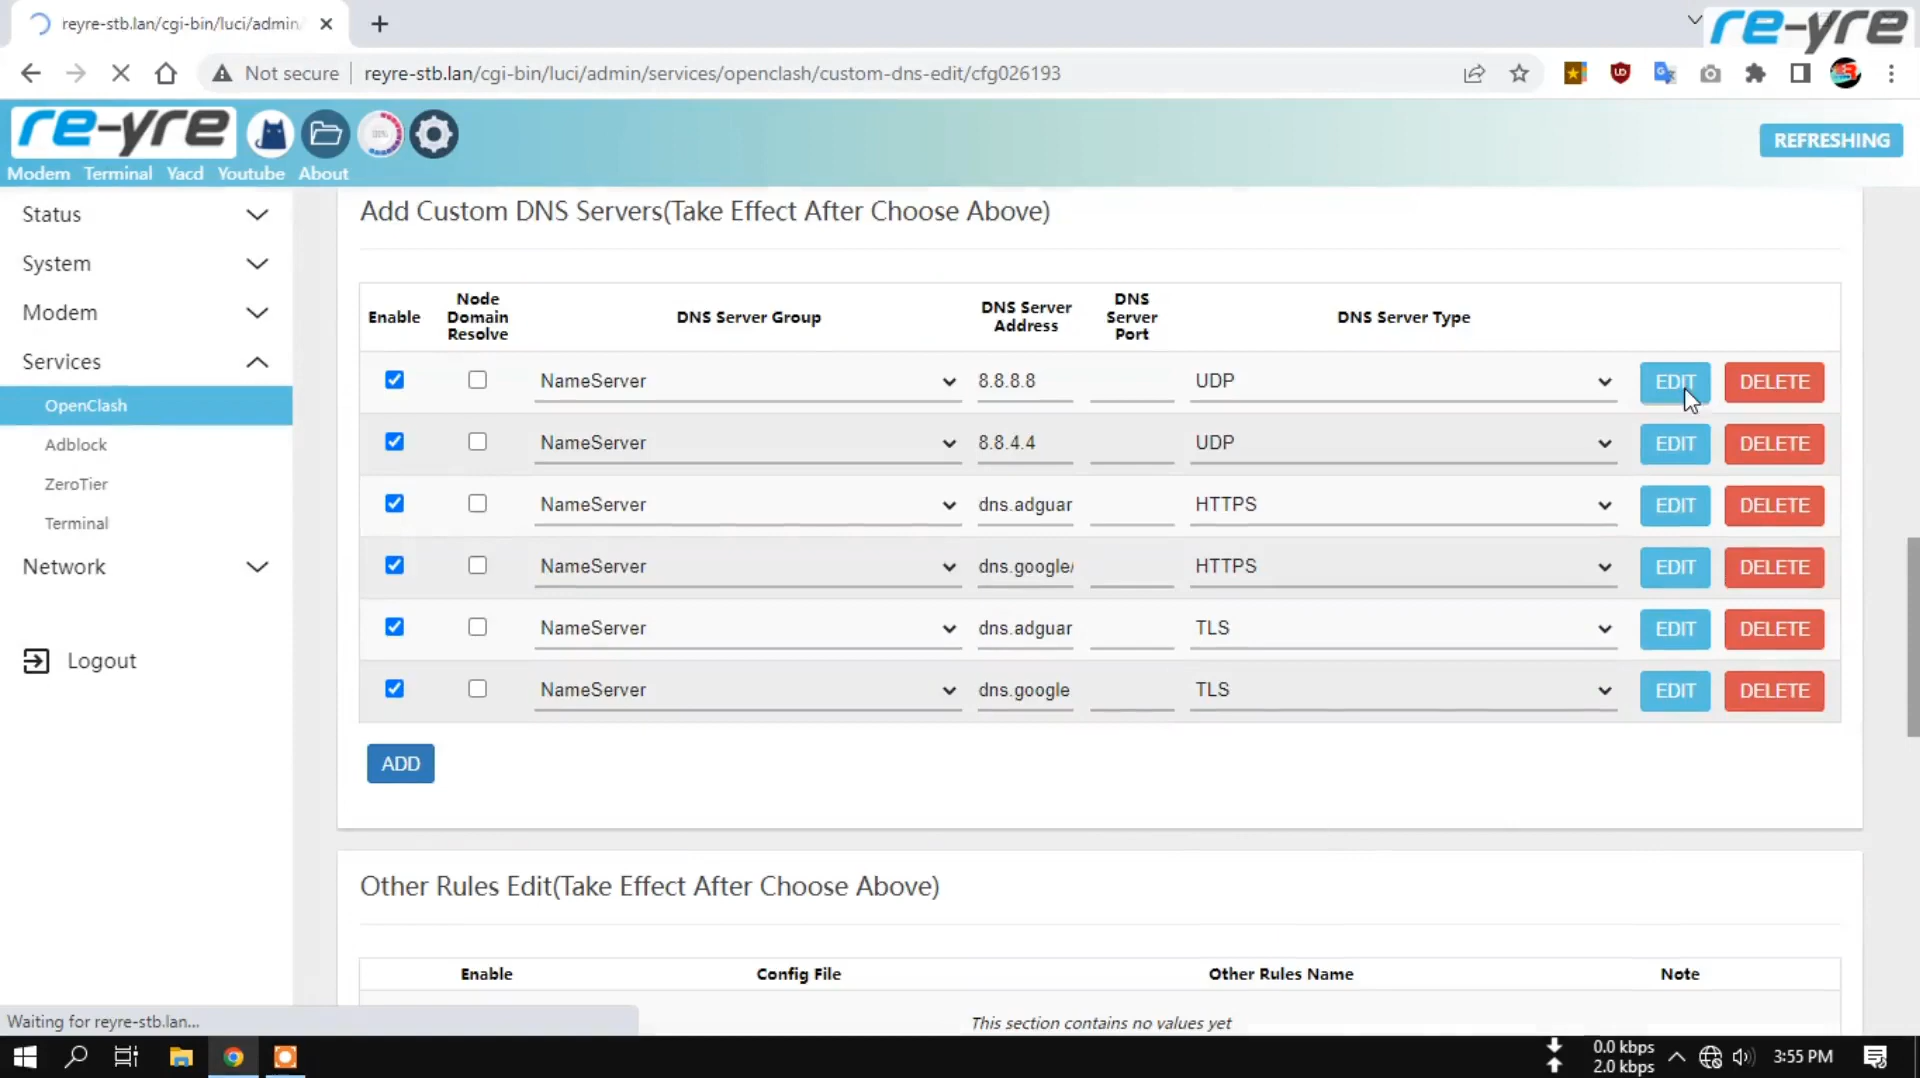 reyre-stb.lan/cgi-bin/luci/admin
re-yre
Not secure
reyre-stb.lan/cgi-bin/luci/admin/services/openclash/custom-dns-edit/cfg026193
re-yre
REFRESHING
Modem Terminal Yacd Youtube About
Status
System
Modem
Services
OpenClash
Adblock
ZeroTier
Terminal
Network
Logout
Add Custom DNS Servers(Take Effect After Choose Above)
Enable
Node Domain Resolve
DNS Server Group
DNS Server Address
DNS Server Port
DNS Server Type
NameServer 8.8.8.8 UDP EDIT DELETE
NameServer 8.8.4.4 UDP EDIT DELETE
NameServer dns.adguar HTTPS EDIT DELETE
NameServer dns.google/ HTTPS EDIT DELETE
NameServer dns.adguar TLS EDIT DELETE
NameServer dns.google TLS EDIT DELETE
ADD
Other Rules Edit(Take Effect After Choose Above)
Enable Config File Other Rules Name Note
This section contains no values yet
Waiting for reyre-stb.lan...
0.0 kbps
2.0 kbps
3:55 PM